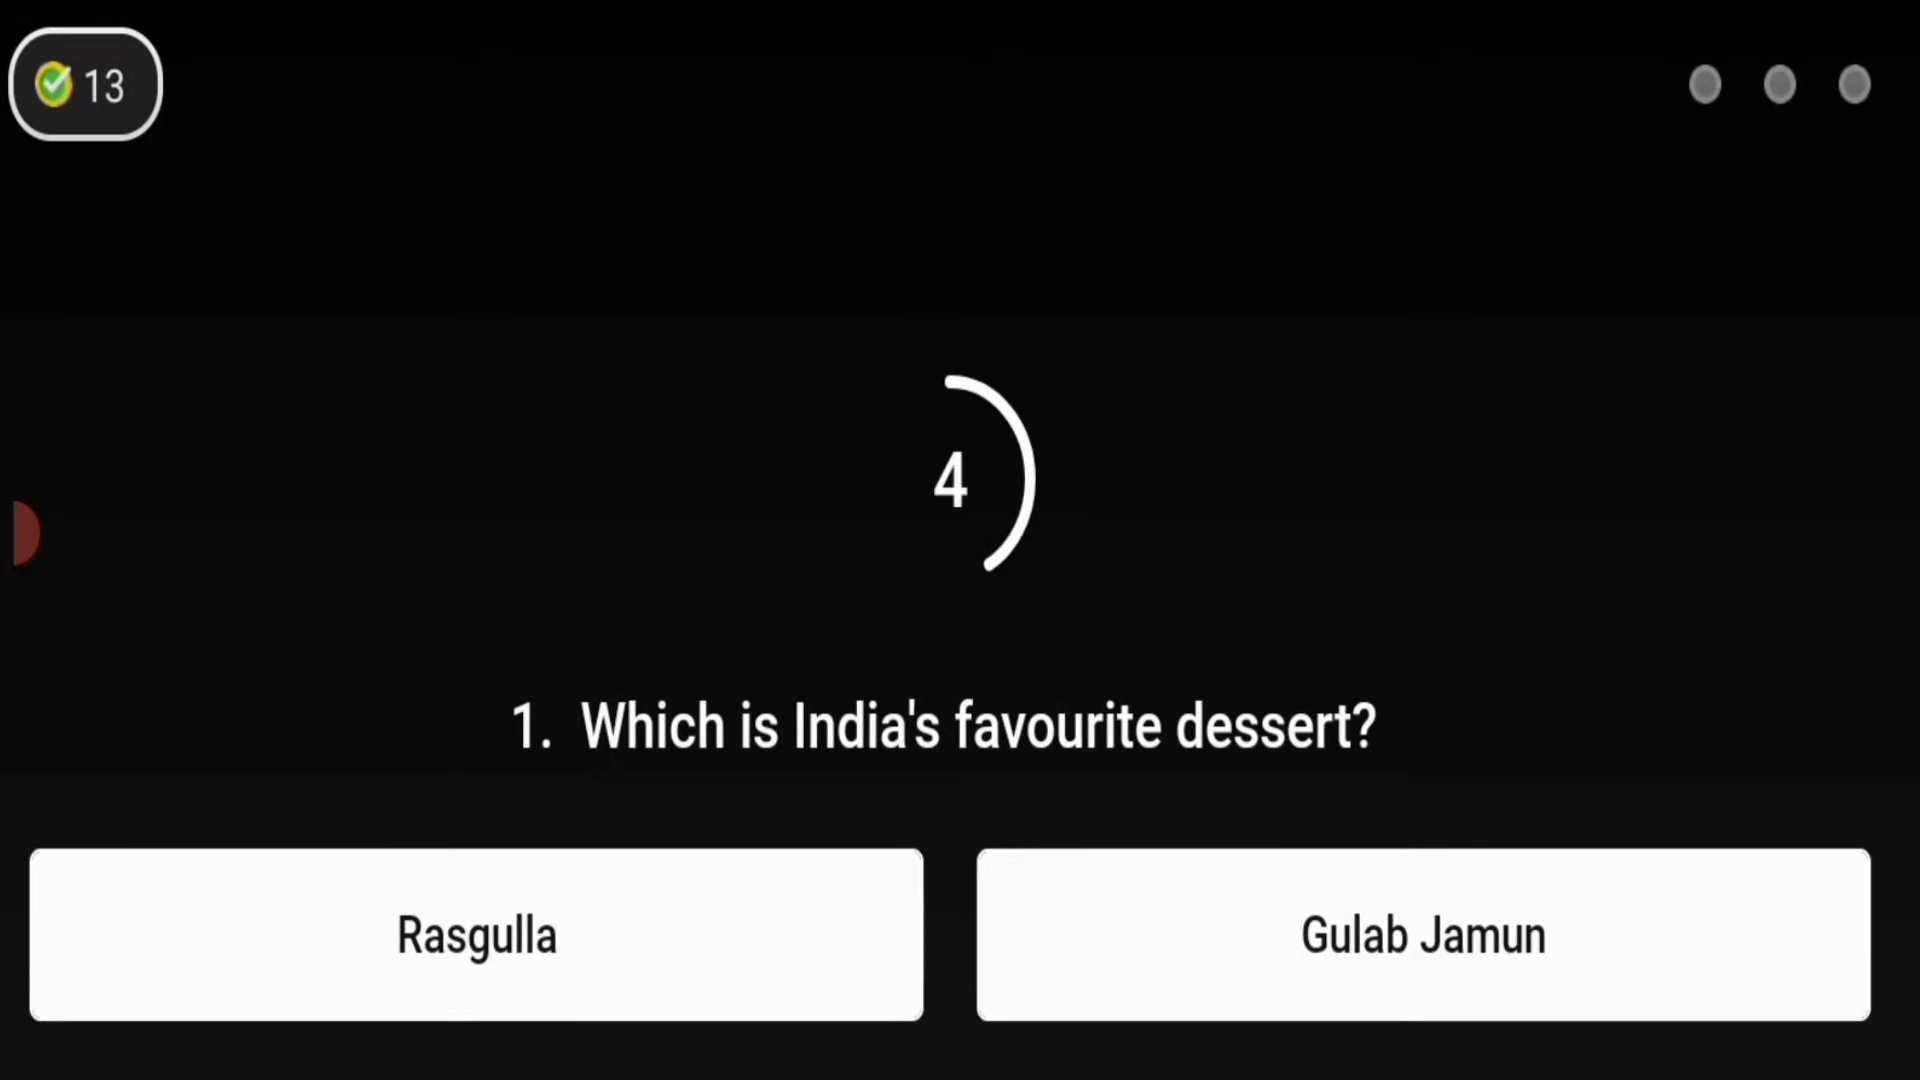 13
4
1. Which is India's favourite dessert?
Rasgulla
Gulab Jamun